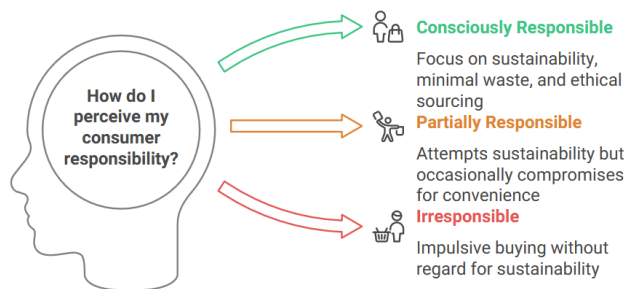 How do I
perceive my
consumer
responsibility?
Consciously Responsible
Focus on sustainability,
minimal waste, and ethical
sourcing
Partially Responsible
Attempts sustainability but
occasionally compromises
for convenience
Irresponsible
Impulsive buying without
regard for sustainability